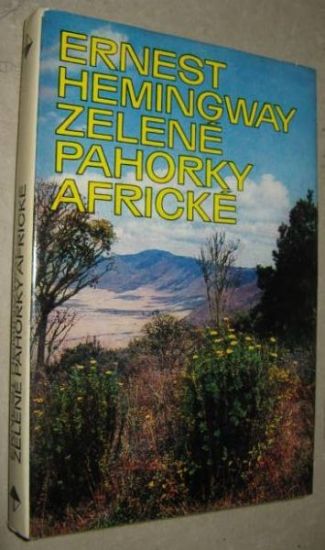 ERNEST
HEMINGWAY
ZELENÉ
PAHORKY
AFRICKÉ
ZELENÉ PAHORKY AFRICKÉ